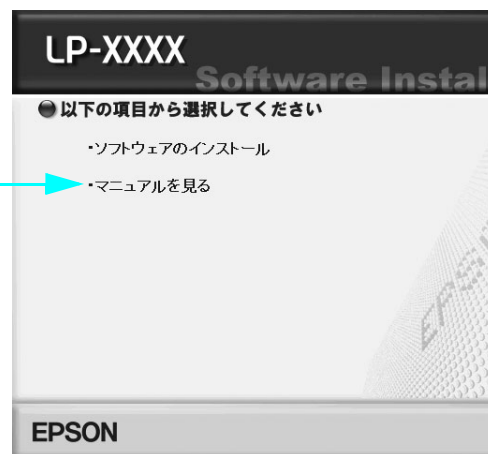 LP-XXXX
Software Instal
以下の項目から選択してください
・ソフトウェアのインストール
・マニュアルを見る
EPSON